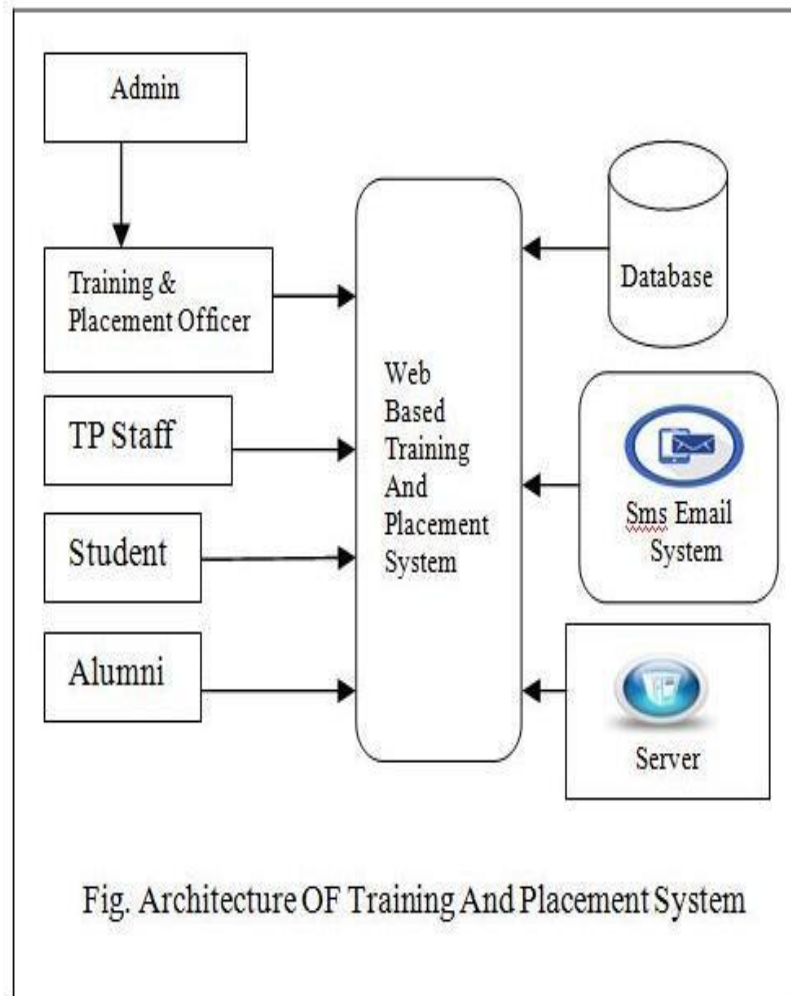 Admin
Training &
Placement Officer
TP Staff
Student
Alumni
Web
Based
Training
And
Placement
System
Database
Sms Email
System
Server
Fig. Architecture OF Training And Placement System